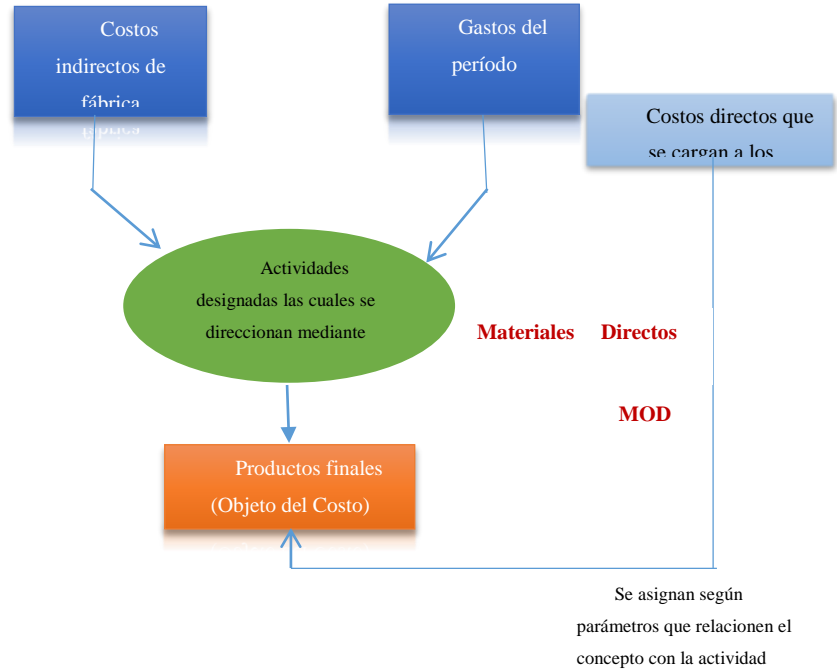 Costos
indirectos de
fábrica
Gastos del
período
Costos directos que
se cargan a los
Actividades
designadas las cuales se
direccionan mediante
Materiales Directos
MOD
Productos finales
(Objeto del Costo)
Se asignan según
parámetros que relacionen el
concepto con la actividad